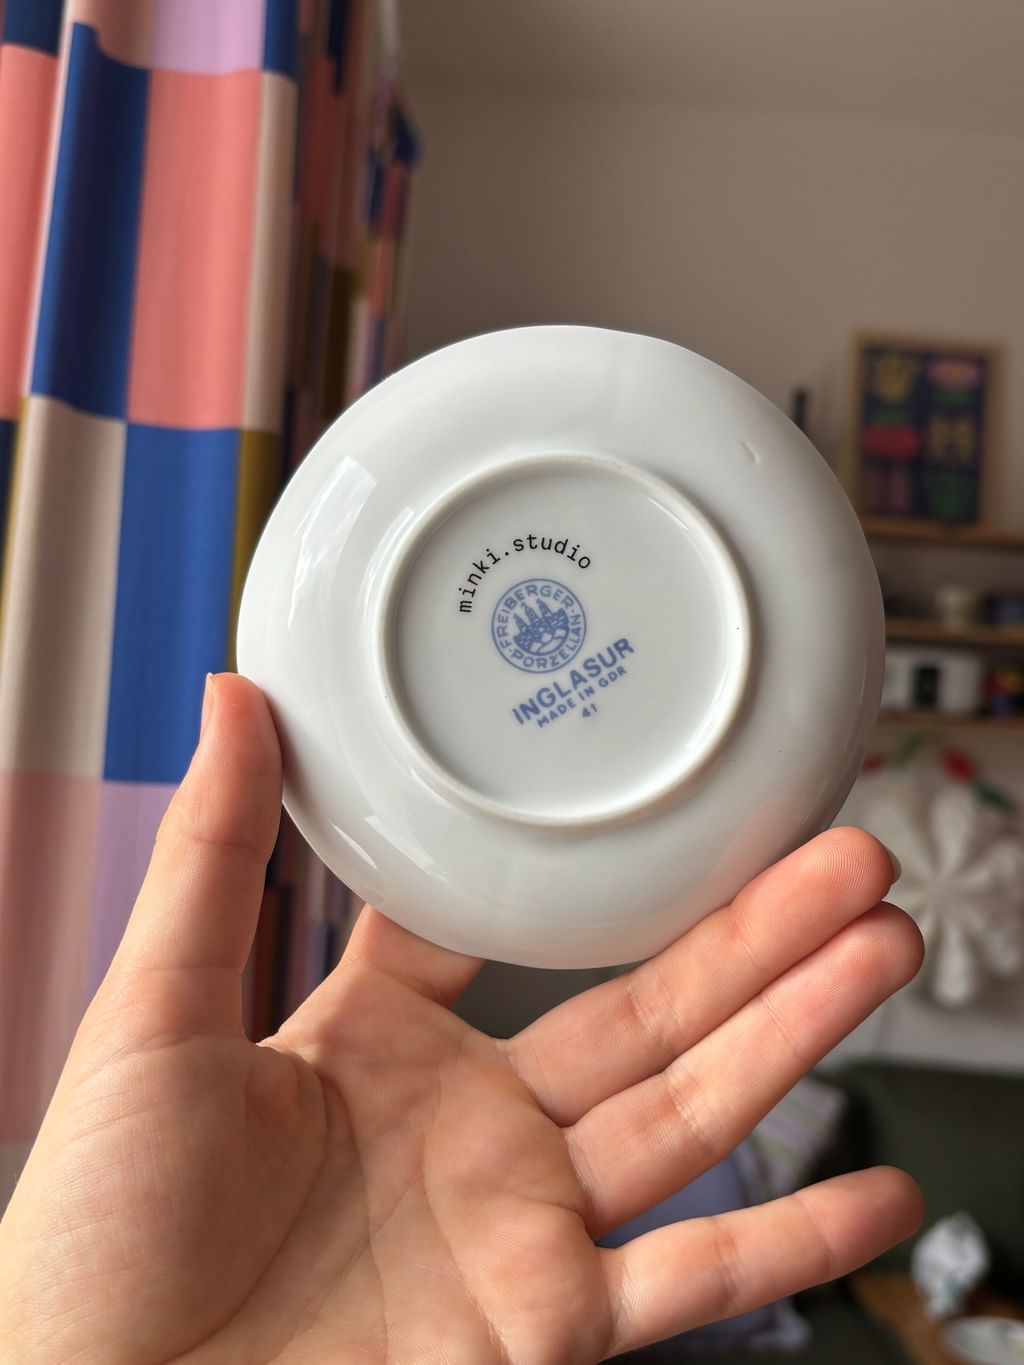 minki.studio
FREIBERGER · PORZELLAN ·
INGLASUR
MADE IN GDR
41